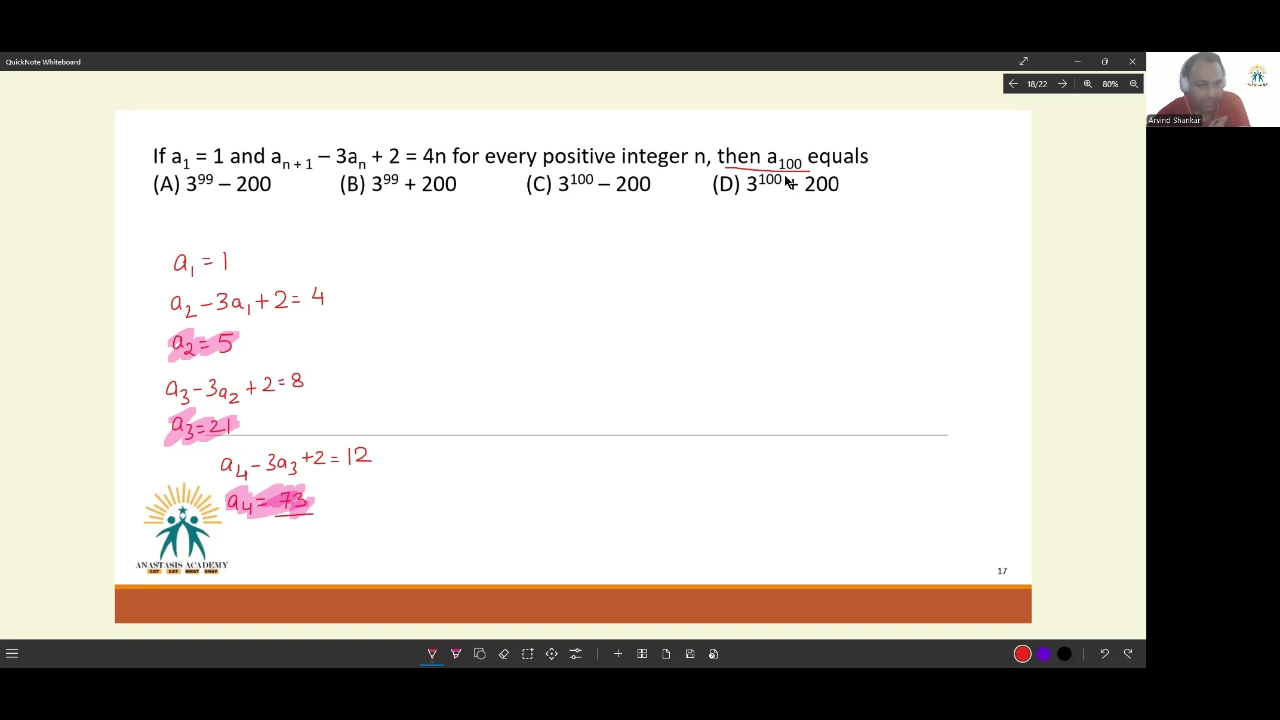 QuickNote Whiteboard
18/22
80%
Arvind Shankar
If a1 = 1 and an + 1 – 3an + 2 = 4n for every positive integer n, then a100 equals
(A) 3^99 – 200 (B) 3^99 + 200 (C) 3^100 – 200 (D) 3^100 + 200
a1 = 1
a2 – 3a1 + 2 = 4
a2 = 5
a3 – 3a2 + 2 = 8
a3 = 21
a4 – 3a3 + 2 = 12
a4 = 73
ANASTASIS ACADEMY
17